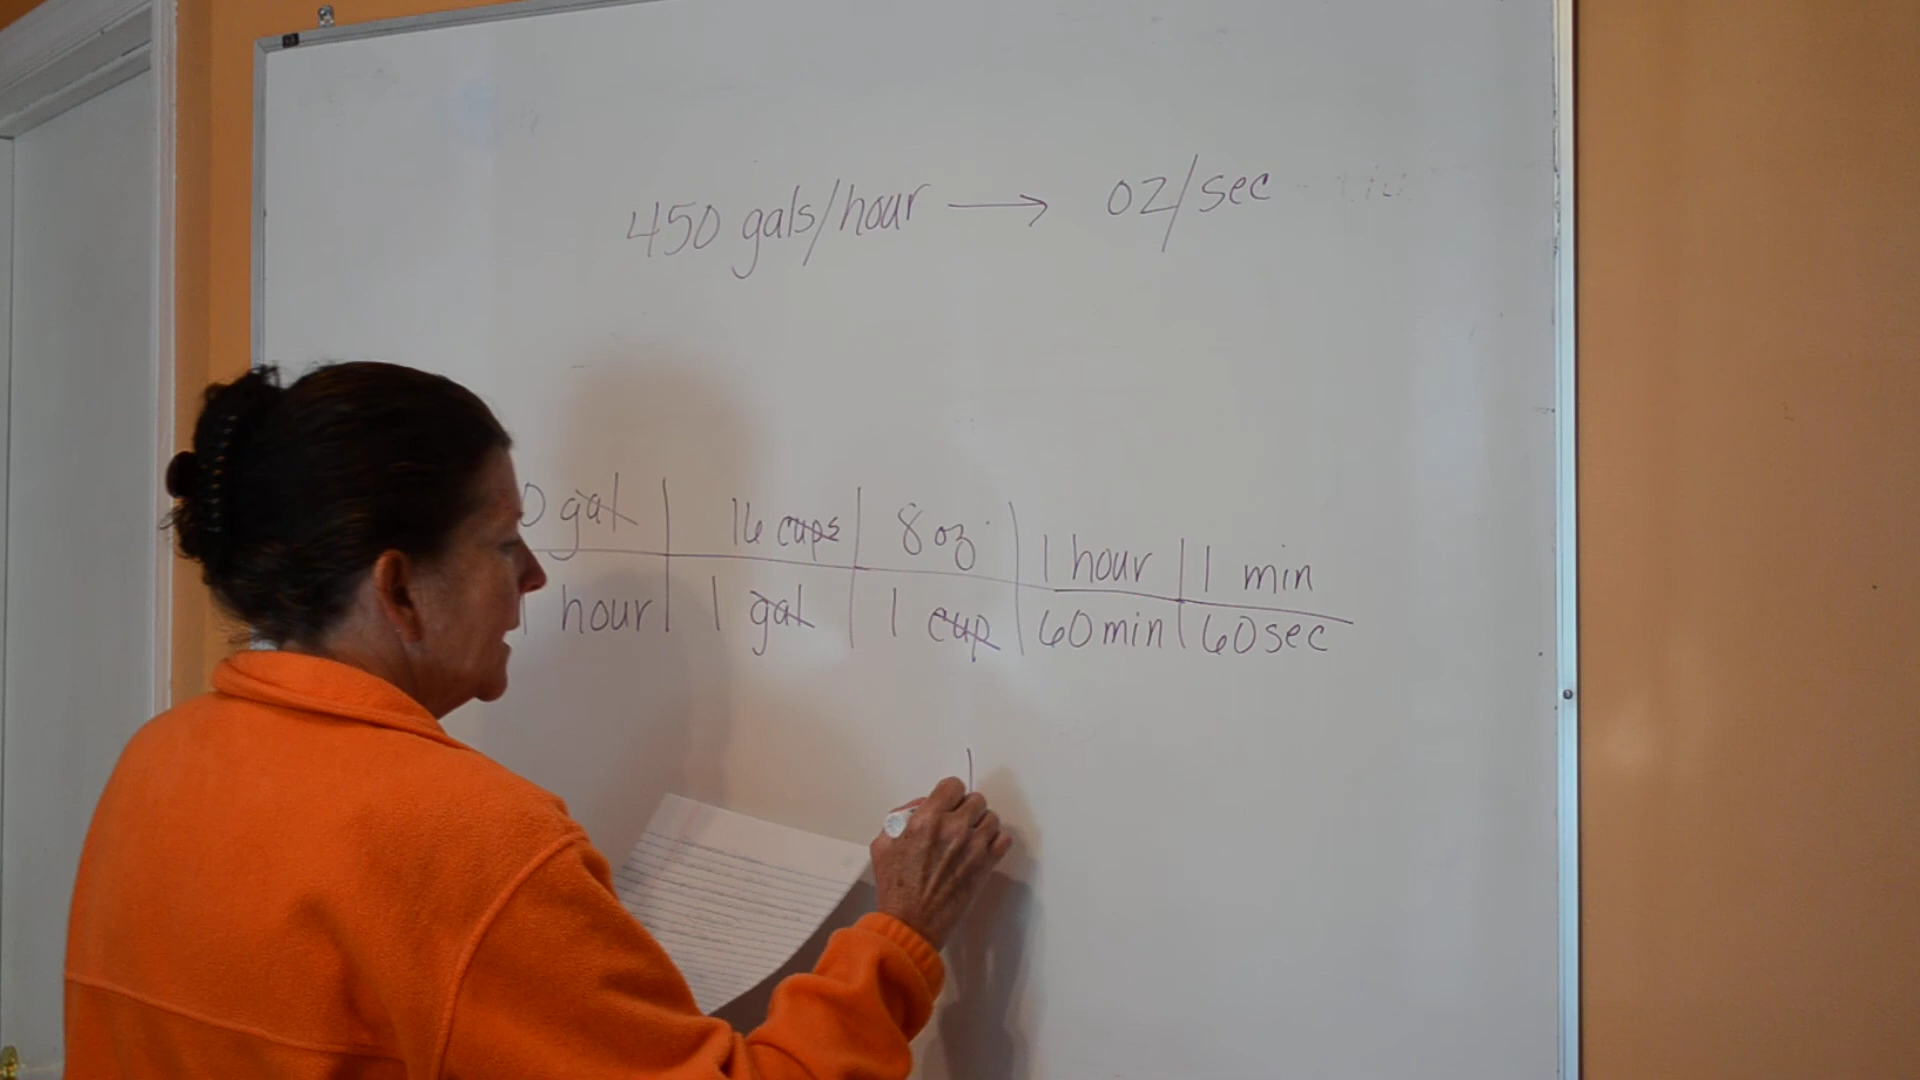 450 gals/hour → oz/sec
0 gal | 16 cups | 8 oz | 1 hour | 1 min
1 hour | 1 gal | 1 cup | 60 min | 60 sec